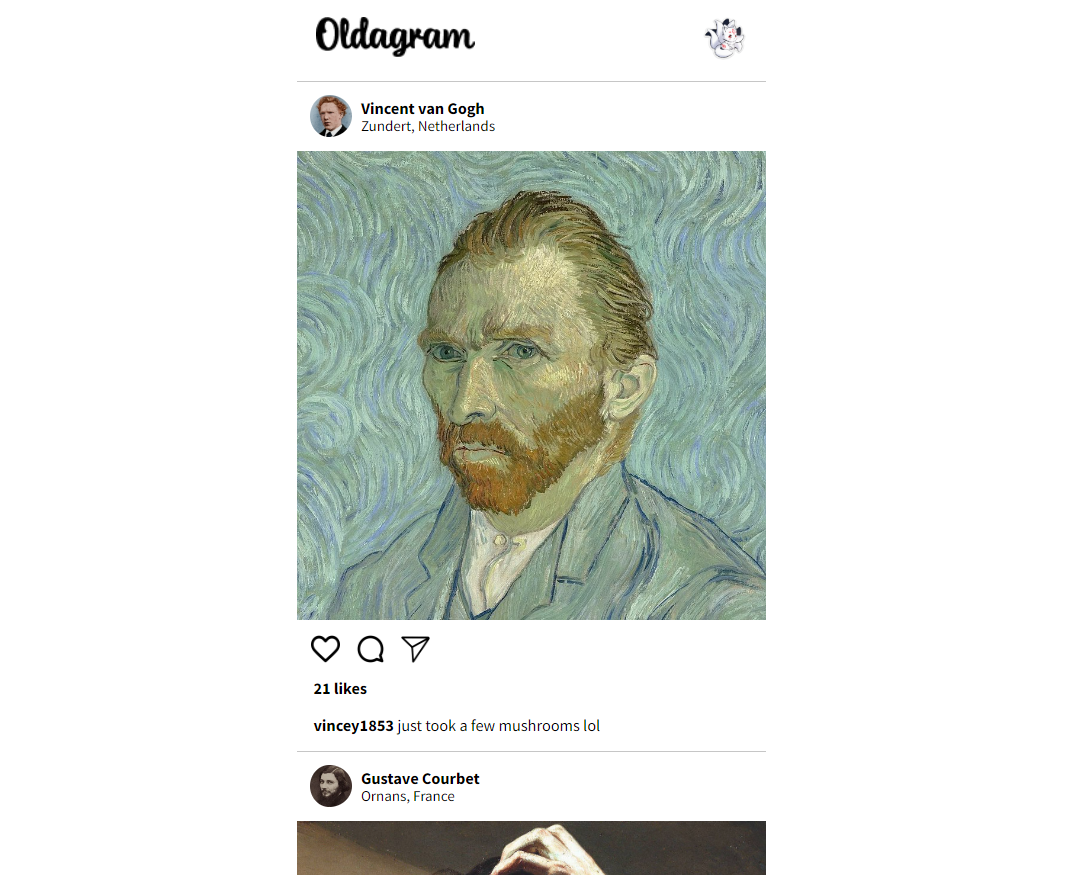 Oldagram
Vincent van Gogh
Zundert, Netherlands
21 likes
vincey1853 just took a few mushrooms lol
Gustave Courbet
Ornans, France